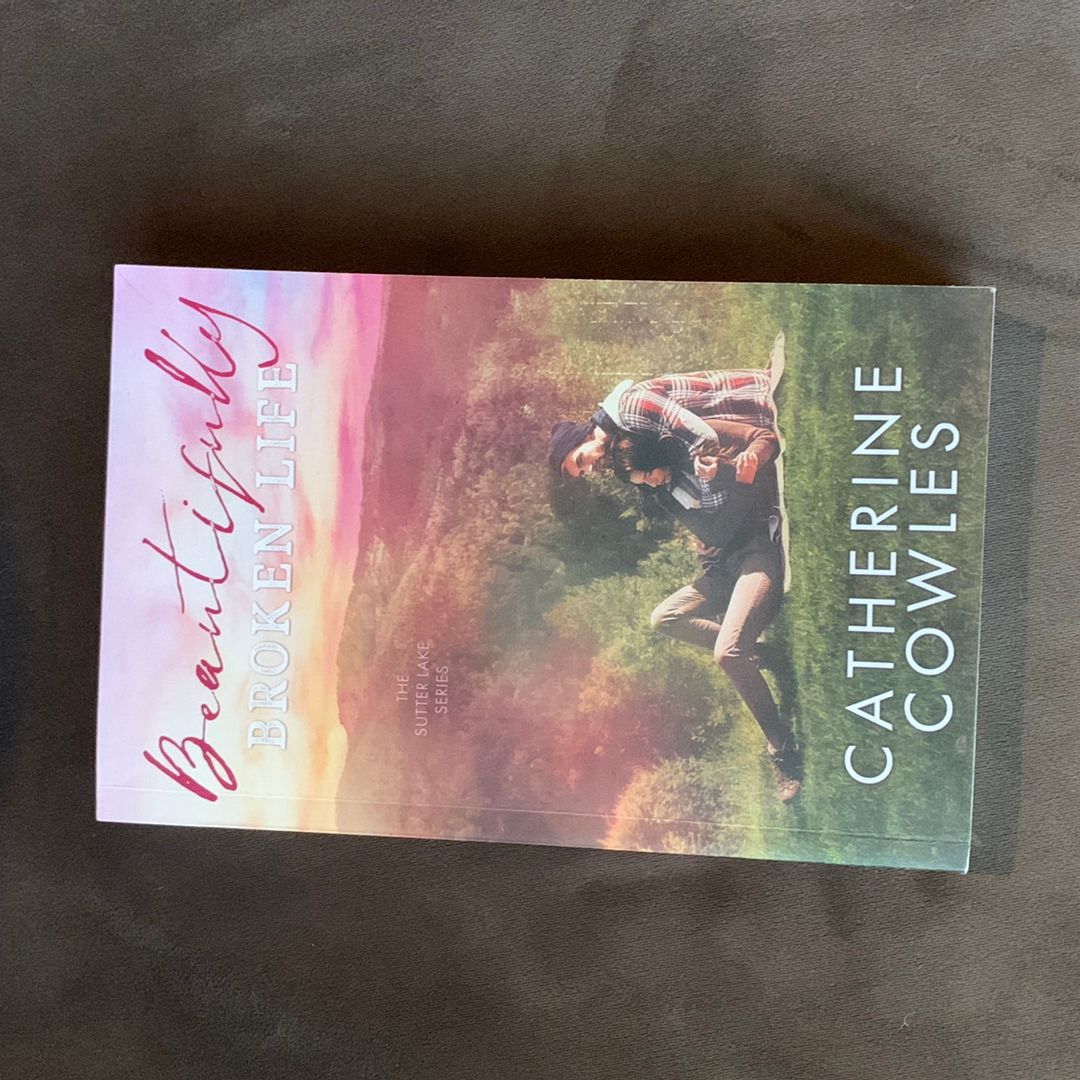 Beautifully
BROKEN LIFE
THE
SUTTER LAKE
SERIES
CATHERINE
COWLES